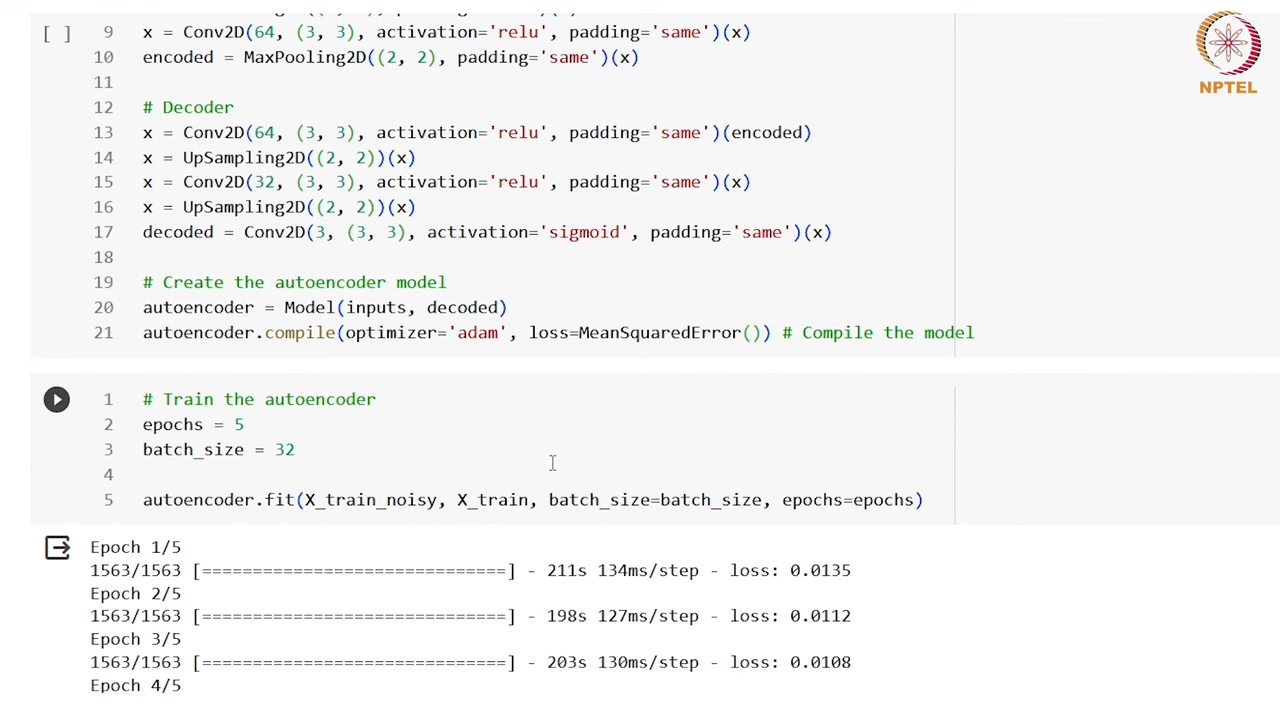 [ ] 9 x = Conv2D(64, (3, 3), activation='relu', padding='same')(x)
10 encoded = MaxPooling2D((2, 2), padding='same')(x)
11
12 # Decoder
13 x = Conv2D(64, (3, 3), activation='relu', padding='same')(encoded)
14 x = UpSampling2D((2, 2))(x)
15 x = Conv2D(32, (3, 3), activation='relu', padding='same')(x)
16 x = UpSampling2D((2, 2))(x)
17 decoded = Conv2D(3, (3, 3), activation='sigmoid', padding='same')(x)
18
19 # Create the autoencoder model
20 autoencoder = Model(inputs, decoded)
21 autoencoder.compile(optimizer='adam', loss=MeanSquaredError()) # Compile the model
NPTEL
1 # Train the autoencoder
2 epochs = 5
3 batch_size = 32
4
5 autoencoder.fit(X_train_noisy, X_train, batch_size=batch_size, epochs=epochs)
Epoch 1/5
1563/1563 [==============================] - 211s 134ms/step - loss: 0.0135
Epoch 2/5
1563/1563 [==============================] - 198s 127ms/step - loss: 0.0112
Epoch 3/5
1563/1563 [==============================] - 203s 130ms/step - loss: 0.0108
Epoch 4/5